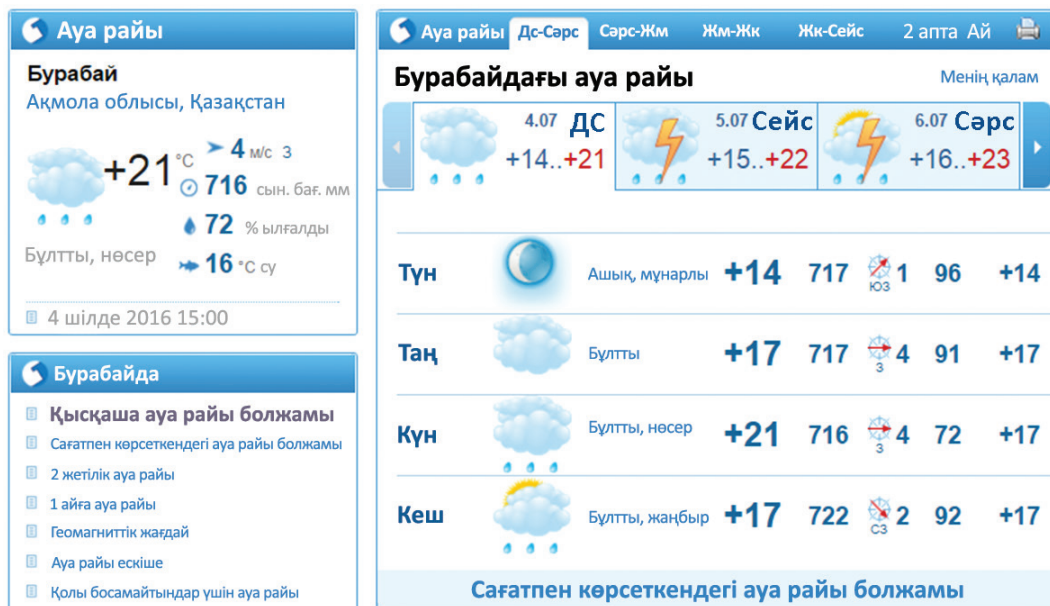 Ауа райы
Бурабай
Ақмола облысы, Қазақстан
+21 °C
4 м/с 3
716 сын. бағ. мм
72 % ылғалды
16 °C су
Бұлтты, нөсер
4 шілде 2016 15:00
Бурабайда
Қысқаша ауа райы болжамы
Сағатпен көрсеткендегі ауа райы болжамы
2 жетілік ауа райы
1 айға ауа райы
Геомагниттік жағдай
Ауа райы ескіше
Қолы босамайтындар үшін ауа райы
Ауа райы Дс-Сәрс Сәрс-Жм Жм-Жк Жк-Сейс 2 апта Ай
Бурабайдағы ауа райы Менің қалам
4.07 ДС 5.07 Сейс 6.07 Сәрс
+14..+21 +15..+22 +16..+23
Түн Ашық, мұнарлы +14 717 ЮЗ 1 96 +14
Таң Бұлтты +17 717 З 4 91 +17
Күн Бұлтты, нөсер +21 716 З 4 72 +17
Кеш Бұлтты, жаңбыр +17 722 СЗ 2 92 +17
Сағатпен көрсеткендегі ауа райы болжамы